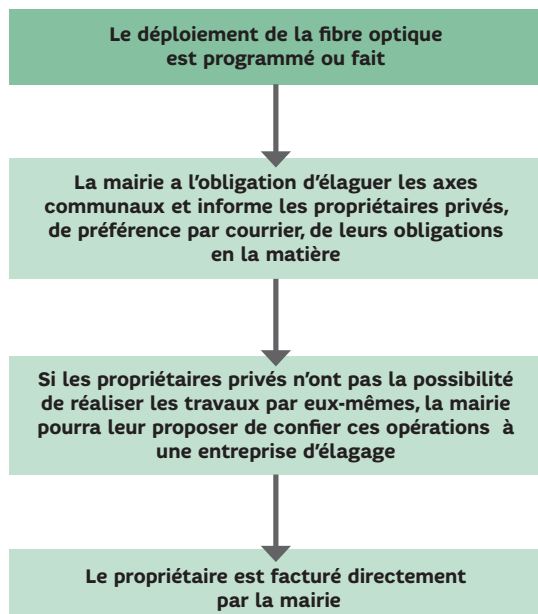 Le déploiement de la fibre optique
est programmé ou fait
La mairie a l'obligation d'élaguer les axes
communaux et informe les propriétaires privés,
de préférence par courrier, de leurs obligations
en la matière
Si les propriétaires privés n'ont pas la possibilité
de réaliser les travaux par eux-mêmes, la mairie
pourra leur proposer de confier ces opérations à
une entreprise d'élagage
Le propriétaire est facturé directement
par la mairie